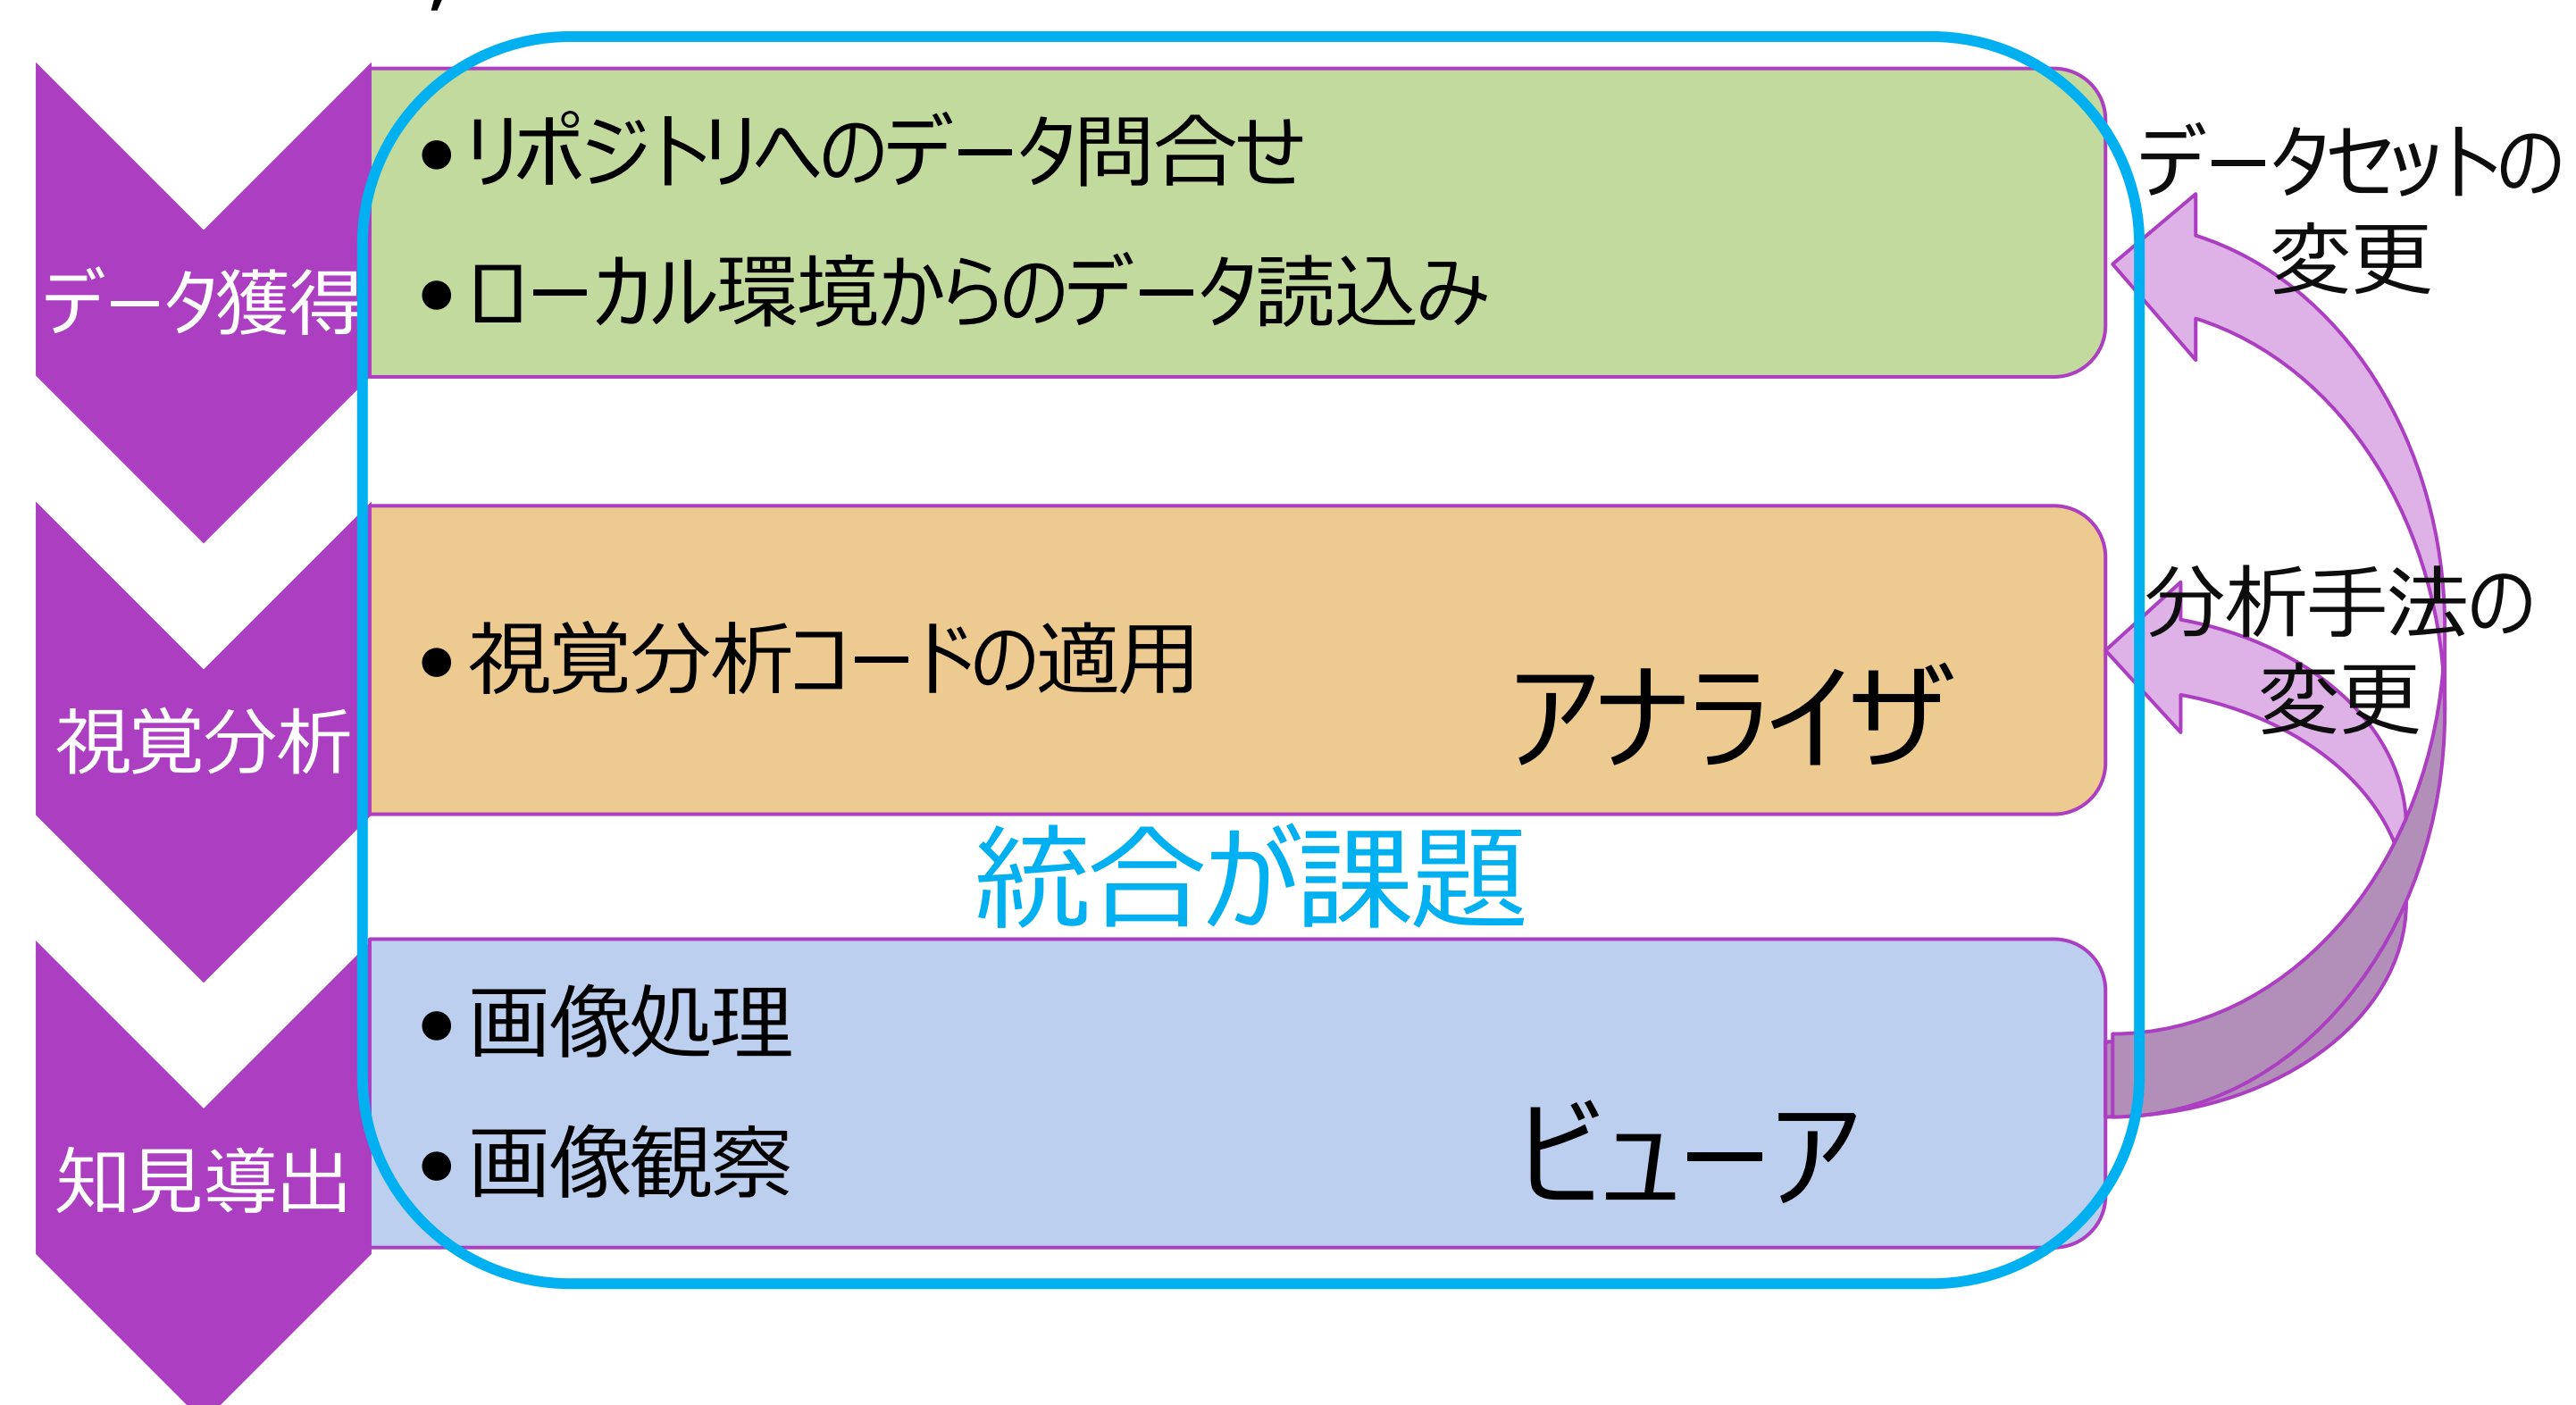 データ獲得
• リポジトリへのデータ問合せ
• ローカル環境からのデータ読込み
データセットの
変更
視覚分析
• 視覚分析コードの適用
アナライザ
分析手法の
変更
統合が課題
知見導出
• 画像処理
• 画像観察
ビューア